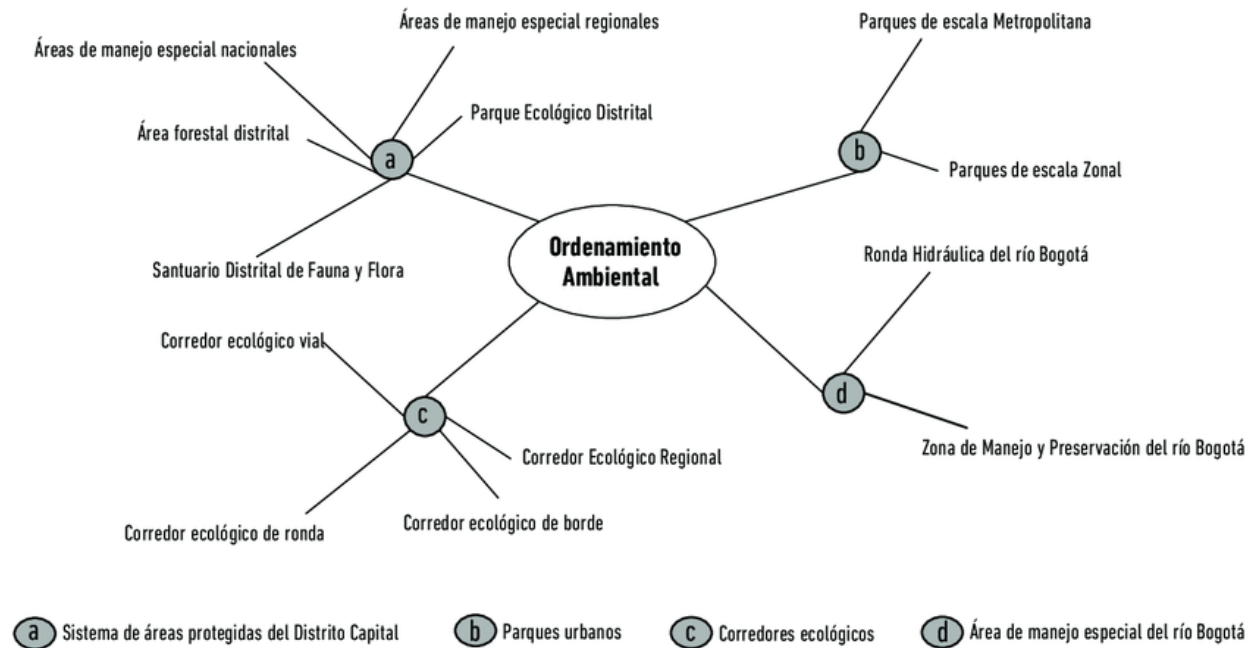 Áreas de manejo especial regionales
Áreas de manejo especial nacionales
Parque Ecológico Distrital
Área forestal distrital
a
Santuario Distrital de Fauna y Flora
Parques de escala Metropolitana
b
Parques de escala Zonal
Ordenamiento
Ambiental
Corredor ecológico vial
c
Corredor Ecológico Regional
Corredor ecológico de borde
Corredor ecológico de ronda
Ronda Hidráulica del río Bogotá
d
Zona de Manejo y Preservación del río Bogotá
a Sistema de áreas protegidas del Distrito Capital
b Parques urbanos
c Corredores ecológicos
d Área de manejo especial del río Bogotá